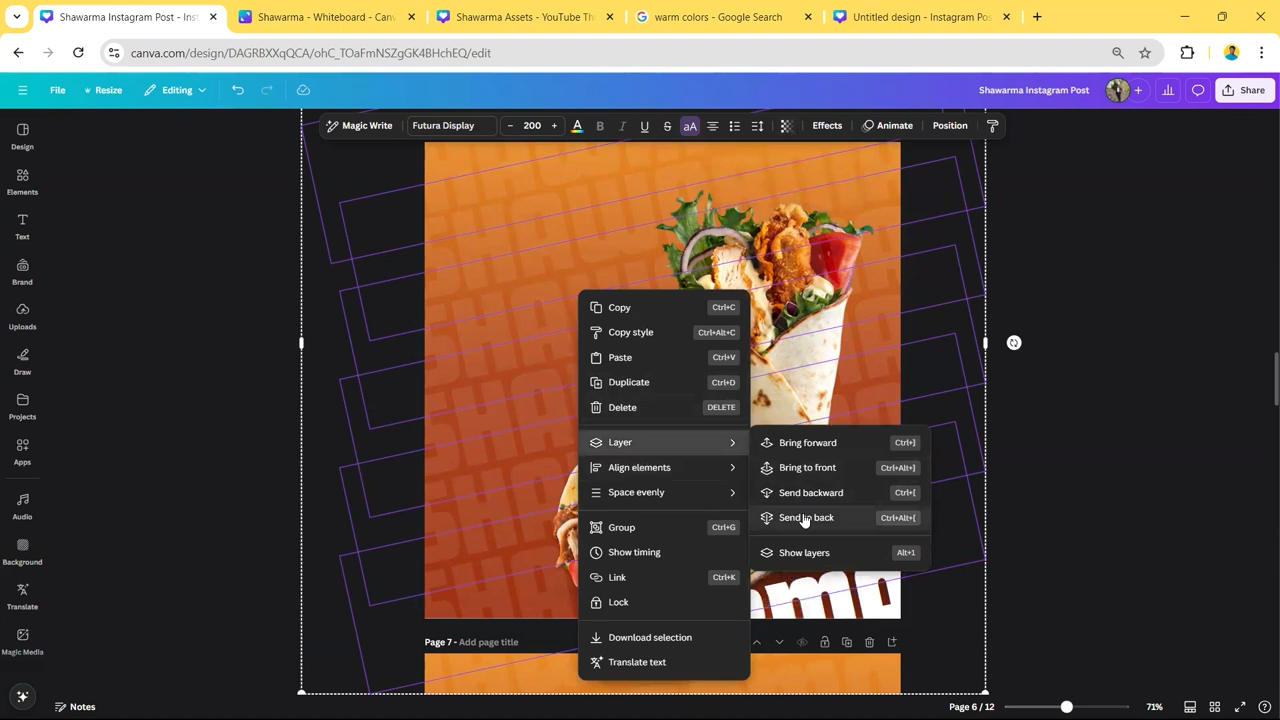 Shawarma Instagram Post - Inst
Shawarma - Whiteboard - Canv
Shawarma Assets - YouTube Th
warm colors - Google Search
Untitled design - Instagram Pos
canva.com/design/DAGRBXXqQCA/ohC_TOaFmNSZgGK4BHchEQ/edit
File
Resize
Editing
Shawarma Instagram Post
Share
Magic Write
Futura Display
– 200 +
A
B
I
U
S
aA
Effects
Animate
Position
Design
Elements
Text
Brand
Uploads
Draw
Projects
Apps
Audio
Background
Translate
Magic Media
Copy Ctrl+C
Copy style Ctrl+Alt+C
Paste Ctrl+V
Duplicate Ctrl+D
Delete DELETE
Layer
Align elements
Space evenly
Group Ctrl+G
Show timing
Link Ctrl+K
Lock
Download selection
Translate text
Bring forward Ctrl+]
Bring to front Ctrl+Alt+]
Send backward Ctrl+[
Send to back Ctrl+Alt+[
Show layers Alt+1
Page 7 - Add page title
Notes
Page 6 / 12
71%